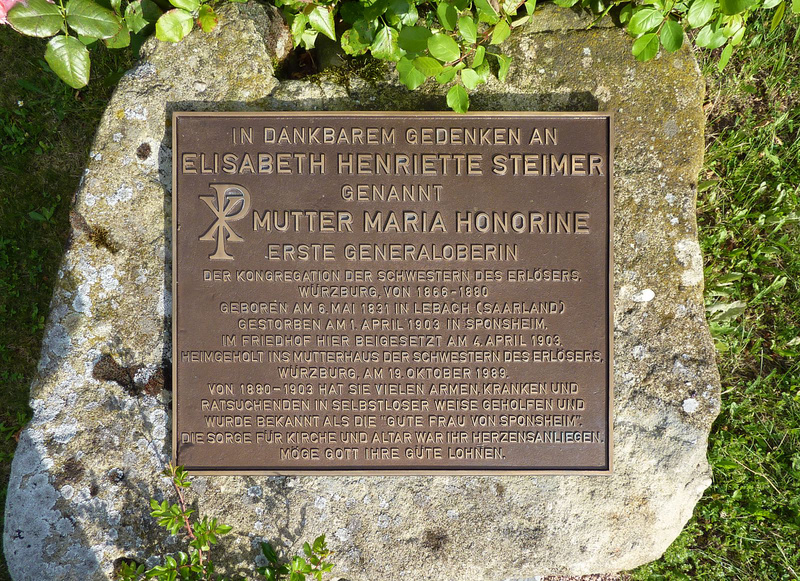 IN DANKBAREM GEDENKEN AN
ELISABETH HENRIETTE STEIMER
GENANNT
MUTTER MARIA HONORINE
ERSTE GENERALOBERIN
DER KONGREGATION DER SCHWESTERN DES ERLÖSERS,
WÜRZBURG, VON 1866-1880
GEBOREN AM 6. MAI 1831 IN LEBACH (SAARLAND)
GESTORBEN AM 1. APRIL 1903 IN SPONSHEIM.
IM FRIEDHOF HIER BEIGESETZT AM 4. APRIL 1903,
HEIMGEHOLT INS MUTTERHAUS DER SCHWESTERN DES ERLÖSERS,
WÜRZBURG, AM 19. OKTOBER 1989.
VON 1880-1903 HAT SIE VIELEN ARMEN, KRANKEN UND
RATSUCHENDEN IN SELBSTLOSER WEISE GEHOLFEN UND
WURDE BEKANNT ALS DIE "GUTE FRAU VON SPONSHEIM".
DIE SORGE FÜR KIRCHE UND ALTAR WAR IHR HERZENSANLIEGEN.
MÖGE GOTT IHRE GÜTE LOHNEN.